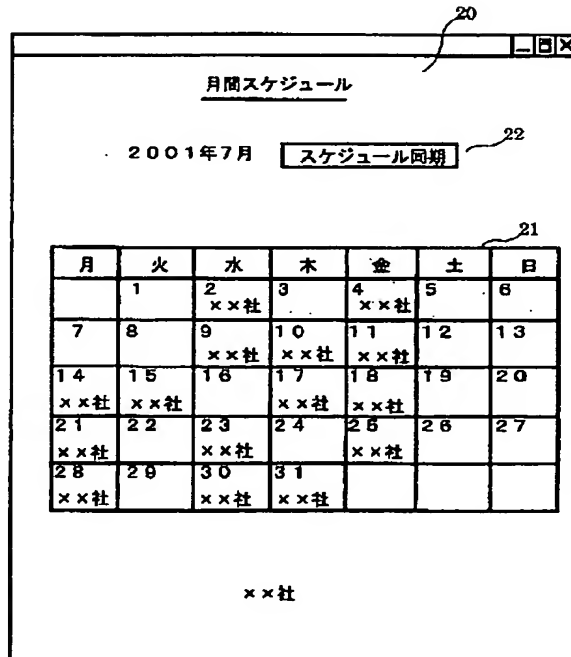 20
月間スケジュール
2001年7月 スケジュール同期 22
21
月 火 水 木 金 土 日
1 2 3 4 5 6
××社 ××社
7 8 9 10 11 12 13
××社 ××社 ××社
14 15 16 17 18 19 20
××社 ××社 ××社 ××社
21 22 23 24 25 26 27
××社 ××社 ××社
28 29 30 31
××社 ××社 ××社
××社